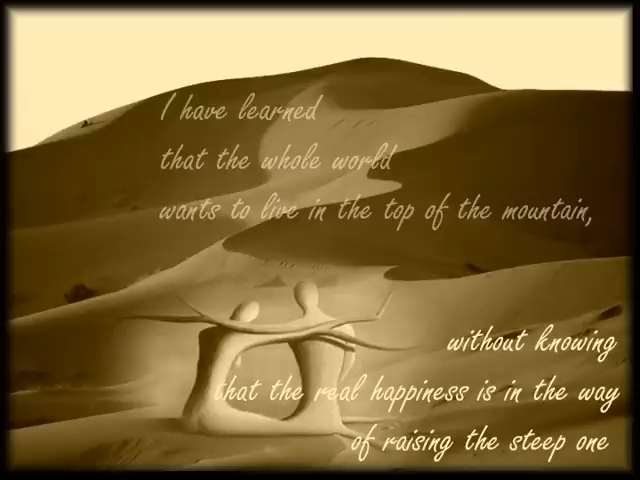 I have learned
that the whole world
wants to live in the top of the mountain,
without knowing
that the real happiness is in the way
of raising the steep one